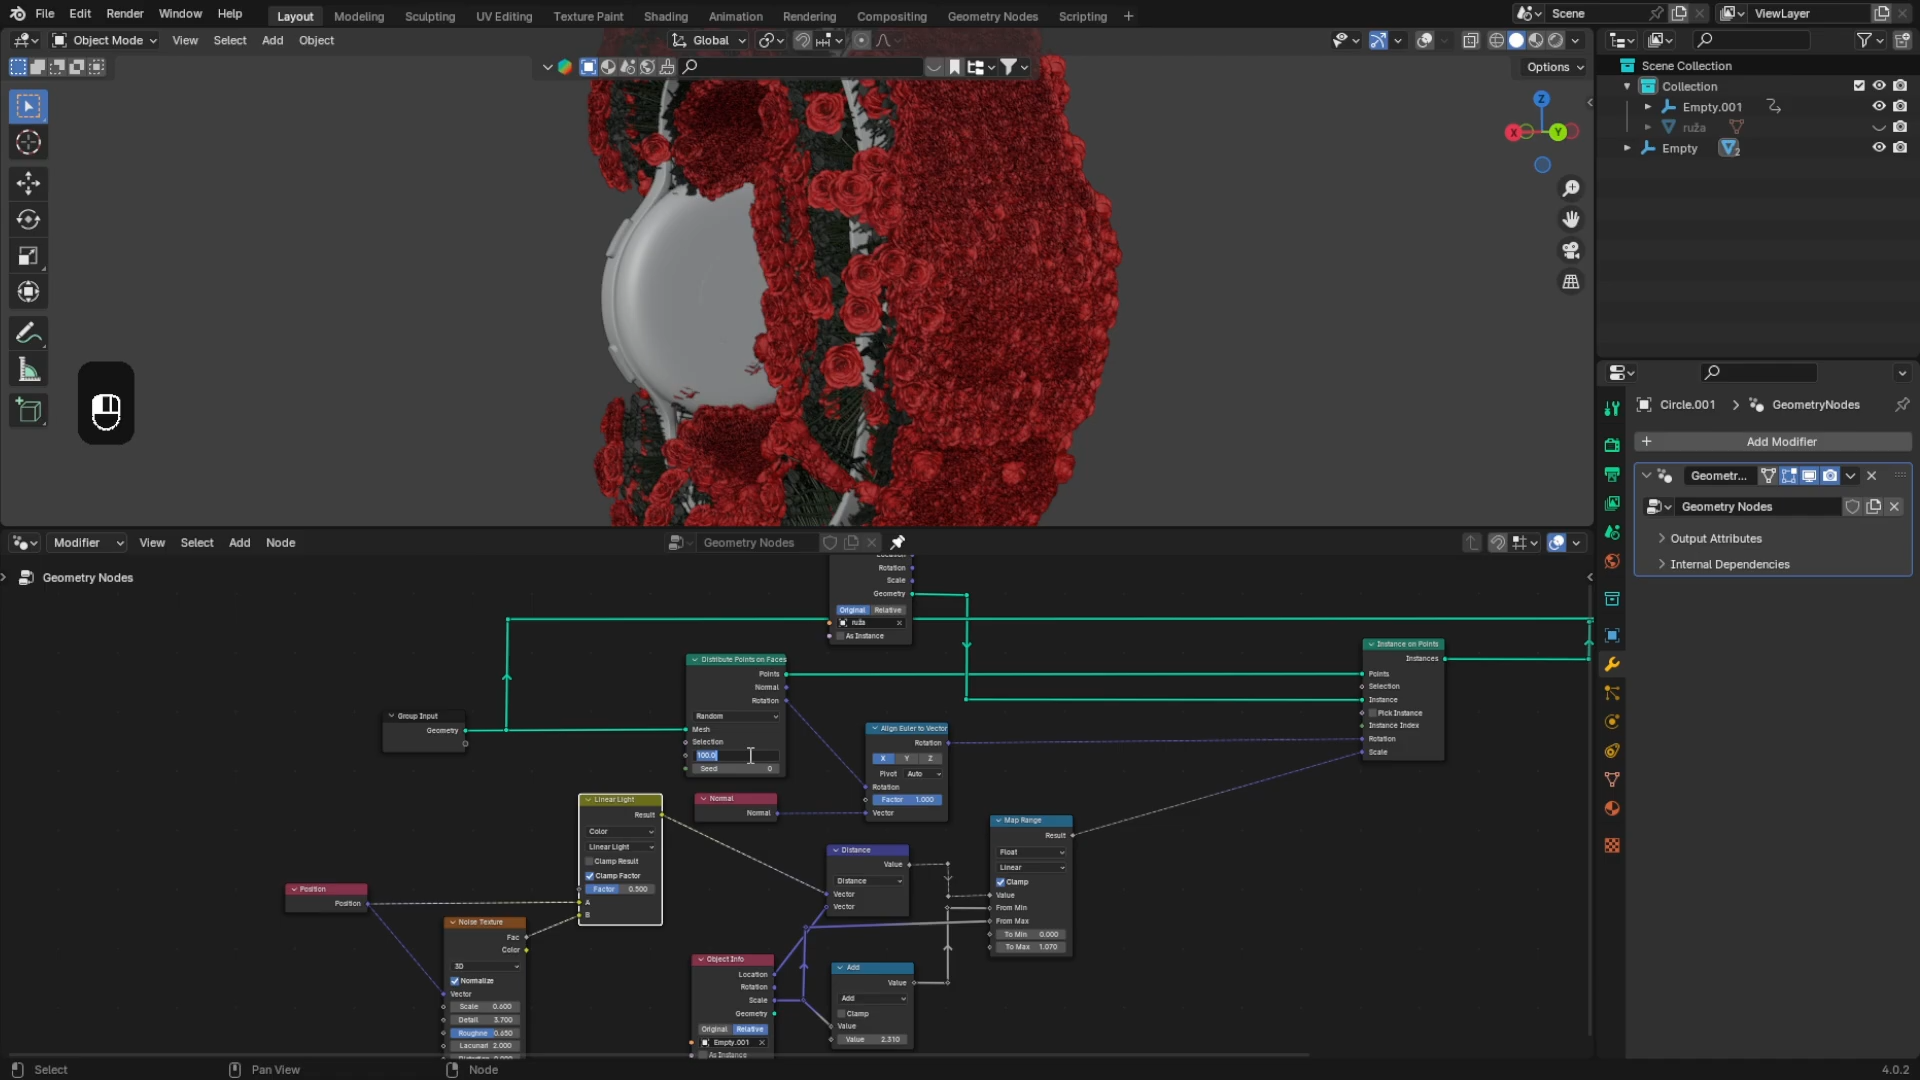 File Edit Render Window Help Layout Modeling Sculpting UV Editing Texture Paint Shading Animation Rendering Compositing Geometry Nodes Scripting + Scene ViewLayer
Object Mode View Select Add Object Global
Options
Z
X Y
Scene Collection
Collection
Empty.001
ruža
Empty 2
Circle.001 > GeometryNodes
+ Add Modifier
Geometr...
Geometry Nodes
Output Attributes
Internal Dependencies
Modifier View Select Add Node Geometry Nodes
Geometry Nodes
Rotation
Scale
Geometry
Original Relative
ruža
As Instance
Group Input
Geometry
Distribute Points on Faces
Points
Normal
Rotation
Random
Mesh
Selection
100.0
Seed 0
Align Euler to Vector
Rotation
X Y Z
Pivot Auto
Rotation
Factor 1.000
Vector
Instance on Points
Instances
Points
Selection
Instance
Pick Instance
Instance Index
Rotation
Scale
Linear Light
Result
Color
Linear Light
Clamp Result
Clamp Factor
Factor 0.500
A
B
Normal
Normal
Distance
Value
Distance
Vector
Vector
Map Range
Result
Float
Linear
Clamp
Value
From Min
From Max
To Min 0.000
To Max 1.070
Position
Position
Noise Texture
Fac
Color
3D
Normalize
Vector
Scale 0.600
Detail 3.700
Roughne 0.650
Lacunari 2.000
Object Info
Location
Rotation
Scale
Geometry
Original Relative
Empty.001
As Instance
Add
Value
Add
Clamp
Value
Value 2.310
Select Pan View Node 4.0.2